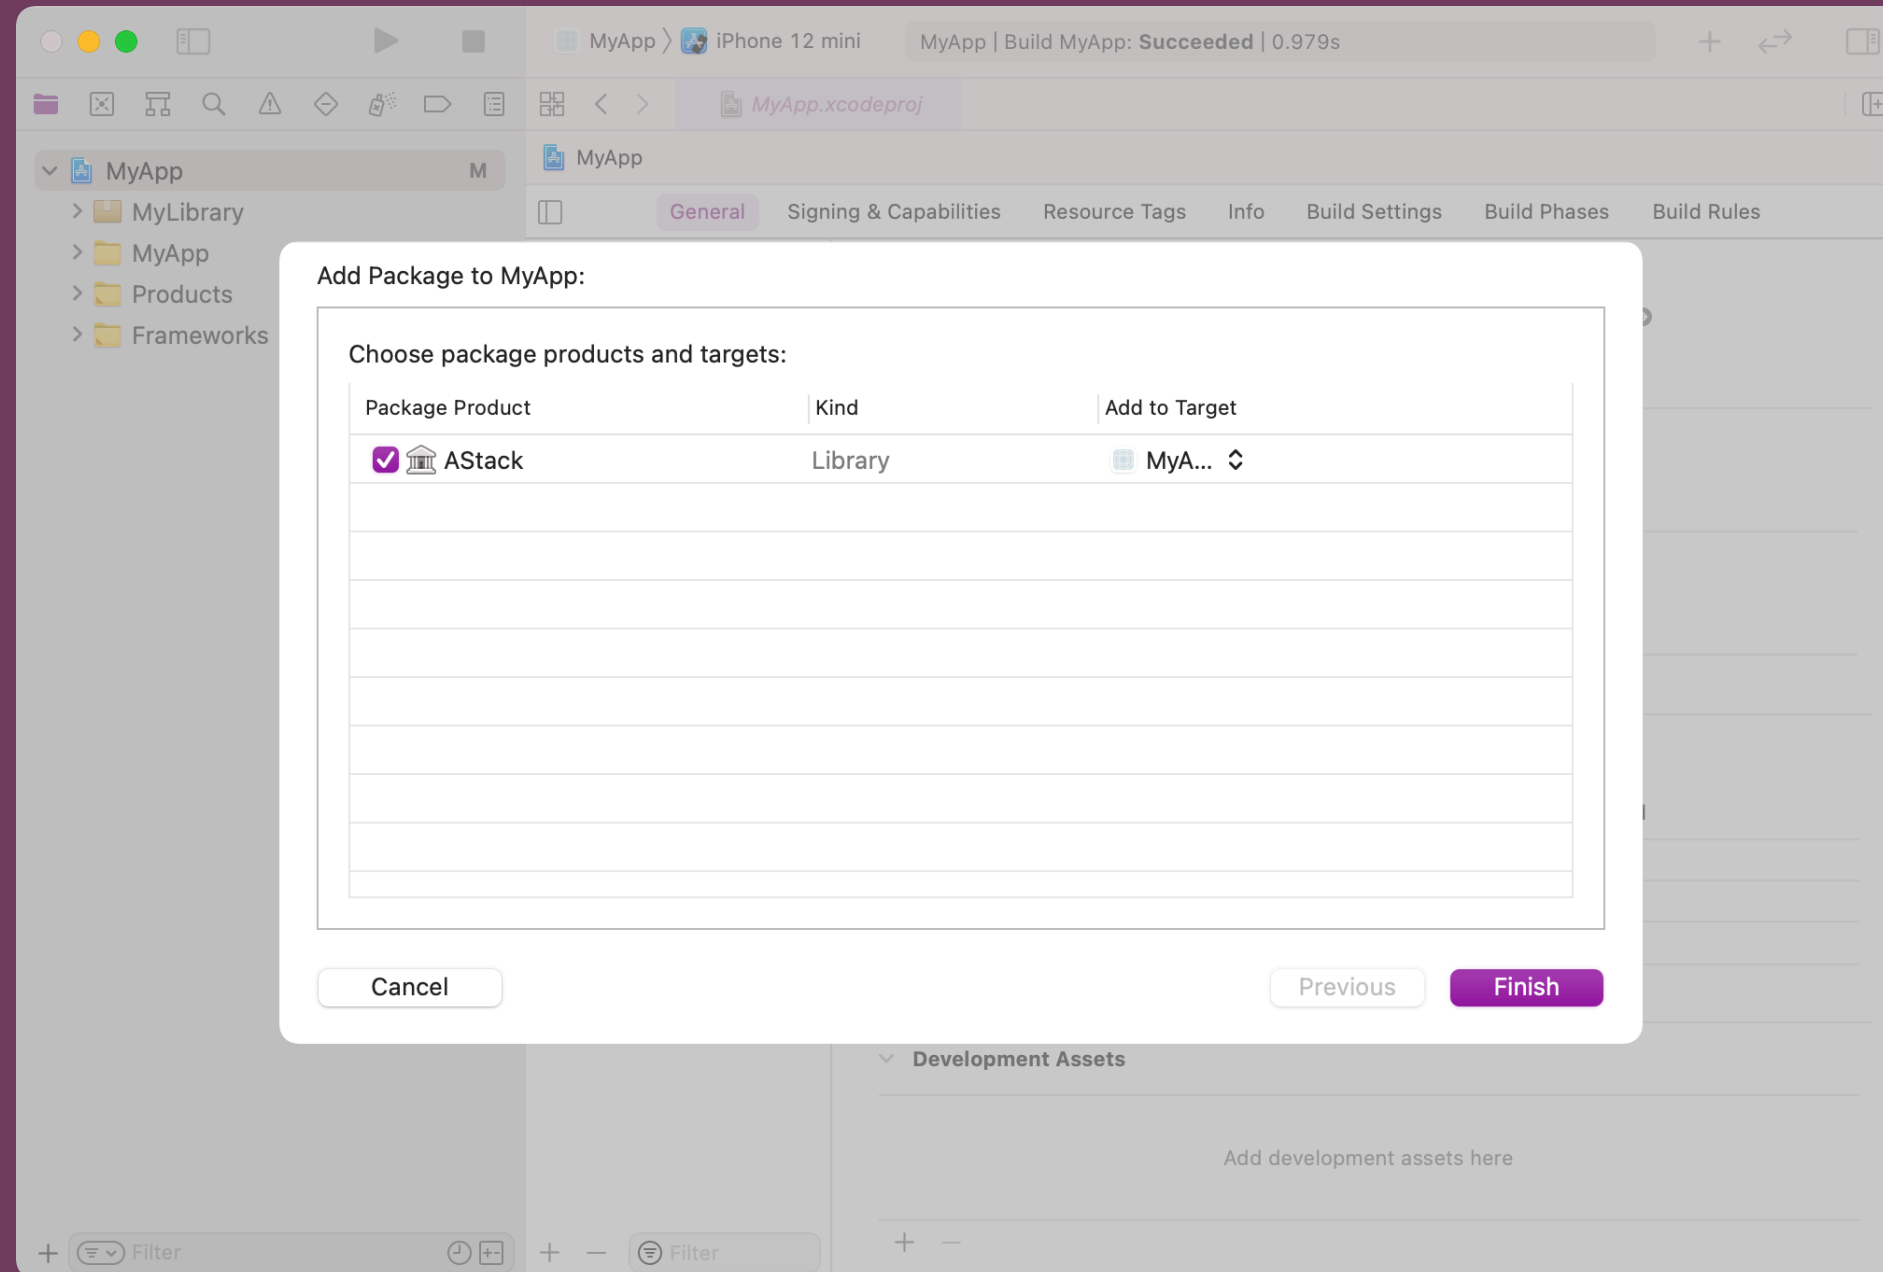 MyApp
iPhone 12 mini
MyApp | Build MyApp: Succeeded | 0.979s
MyApp.xcodeproj
MyApp
M
MyApp
MyLibrary
MyApp
Products
Frameworks
General
Signing & Capabilities
Resource Tags
Info
Build Settings
Build Phases
Build Rules
Add Package to MyApp:
Choose package products and targets:
Package Product
Kind
Add to Target
AStack
Library
MyA...
Cancel
Previous
Finish
Development Assets
Add development assets here
Filter
Filter